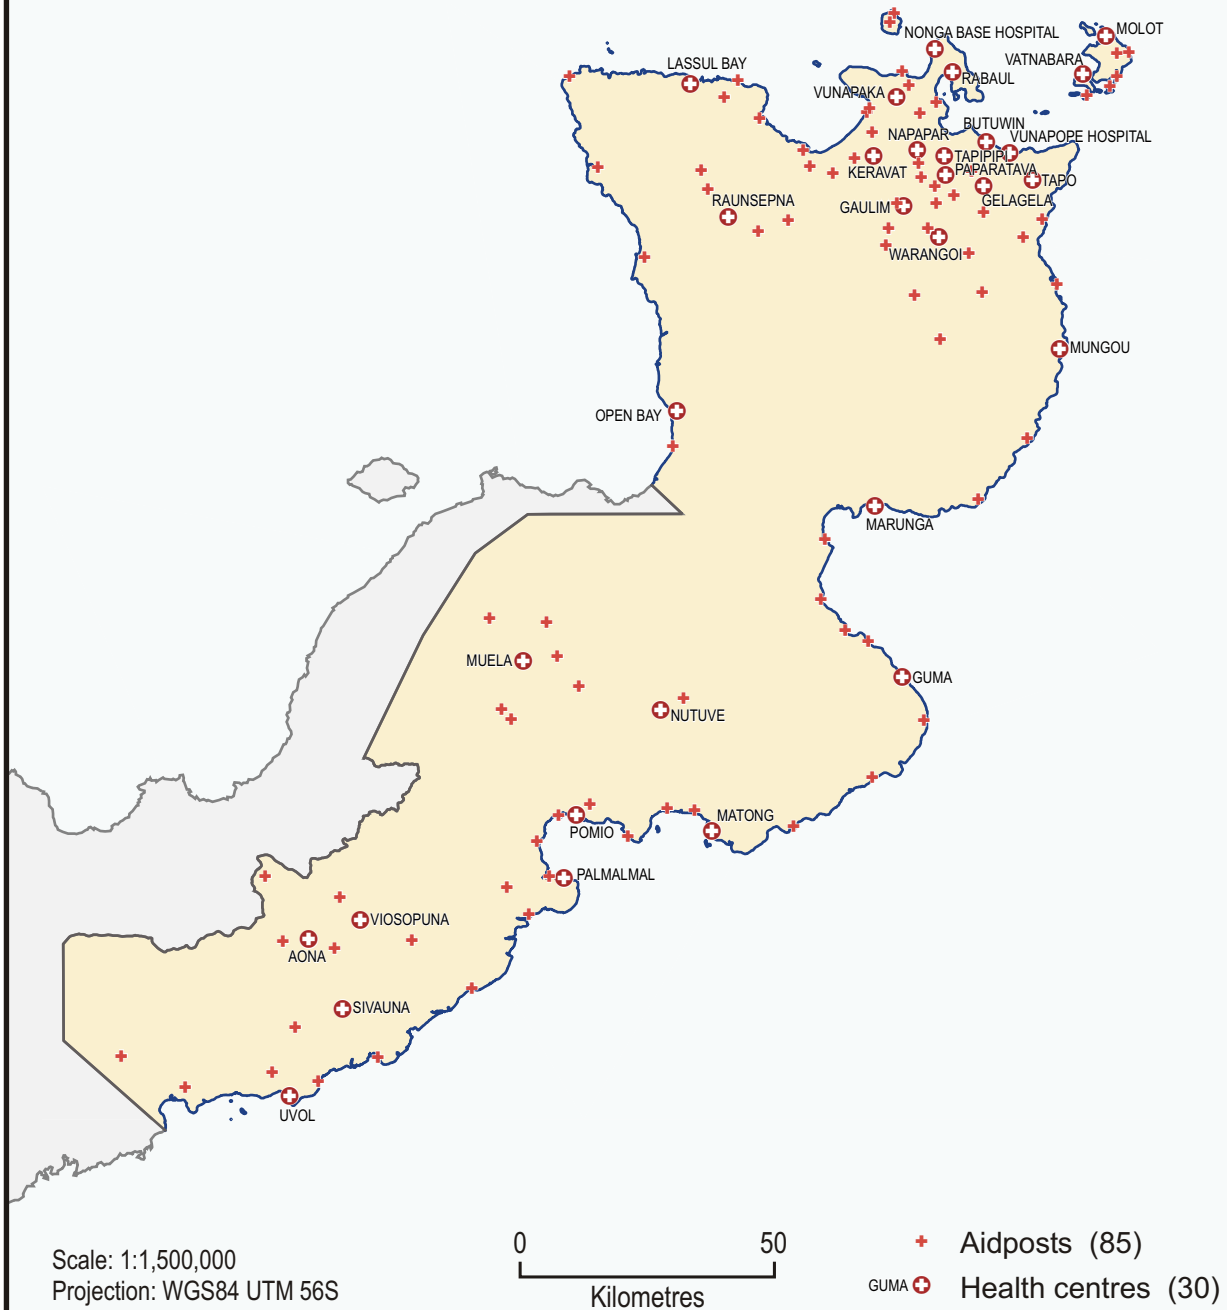 MOLOT
NONGA BASE HOSPITAL
VATNABARA
LASSUL BAY
RABAUL
VUNAPAKA
BUTUWIN
NAPAPAR
VUNAPOPE HOSPITAL
TAPIPIPI
KERAVAT
PAPARATAVA
TAPO
RAUNSEPNA
GAULIM
GELAGELA
WARANGOI
MUNGOU
OPEN BAY
MARUNGA
MUELA
GUMA
NUTUVE
MATONG
POMIO
PALMALMAL
VIOSOPUNA
AONA
SIVAUNA
UVOL
Scale: 1:1,500,000
Projection: WGS84 UTM 56S
0 50
Kilometres
Aidposts (85)
GUMA Health centres (30)